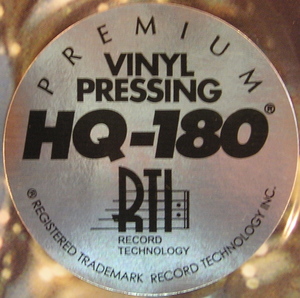 PREMIUM
VINYL
PRESSING
HQ-180®
RTI
RECORD
TECHNOLOGY
® REGISTERED TRADEMARK RECORD TECHNOLOGY INC.